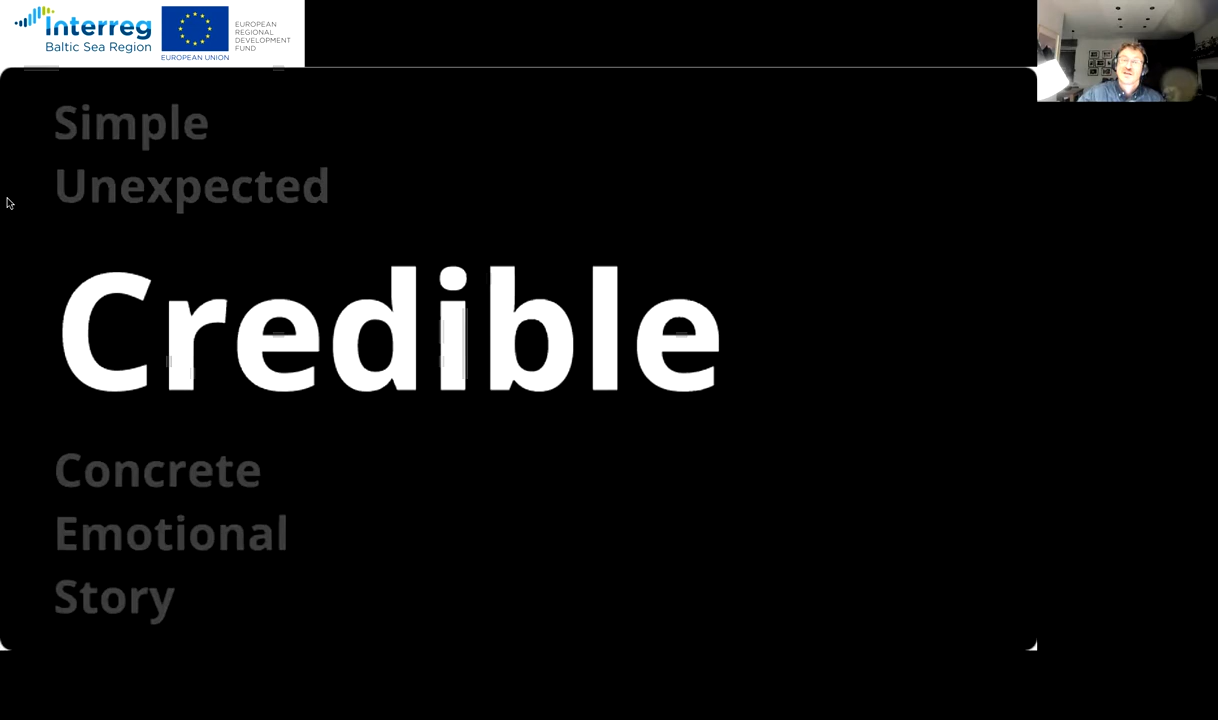 Interreg
Baltic Sea Region
EUROPEAN UNION
EUROPEAN
REGIONAL
DEVELOPMENT
FUND
Simple
Unexpected
Credible
Concrete
Emotional
Story